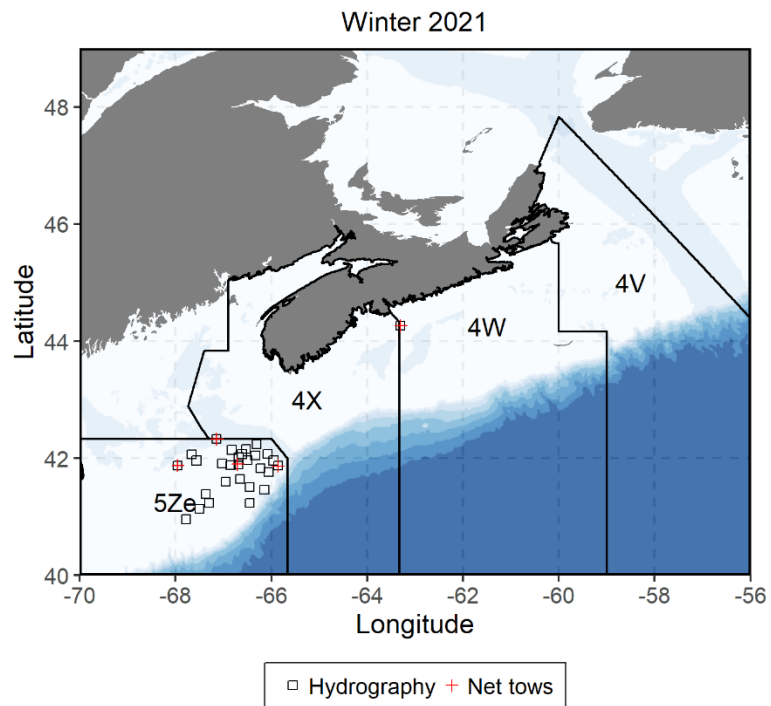 Winter 2021
48
46
44
42
40
Latitude
4V
4W
4X
5Ze
-70 -68 -66 -64 -62 -60 -58 -56
Longitude
Hydrography Net tows